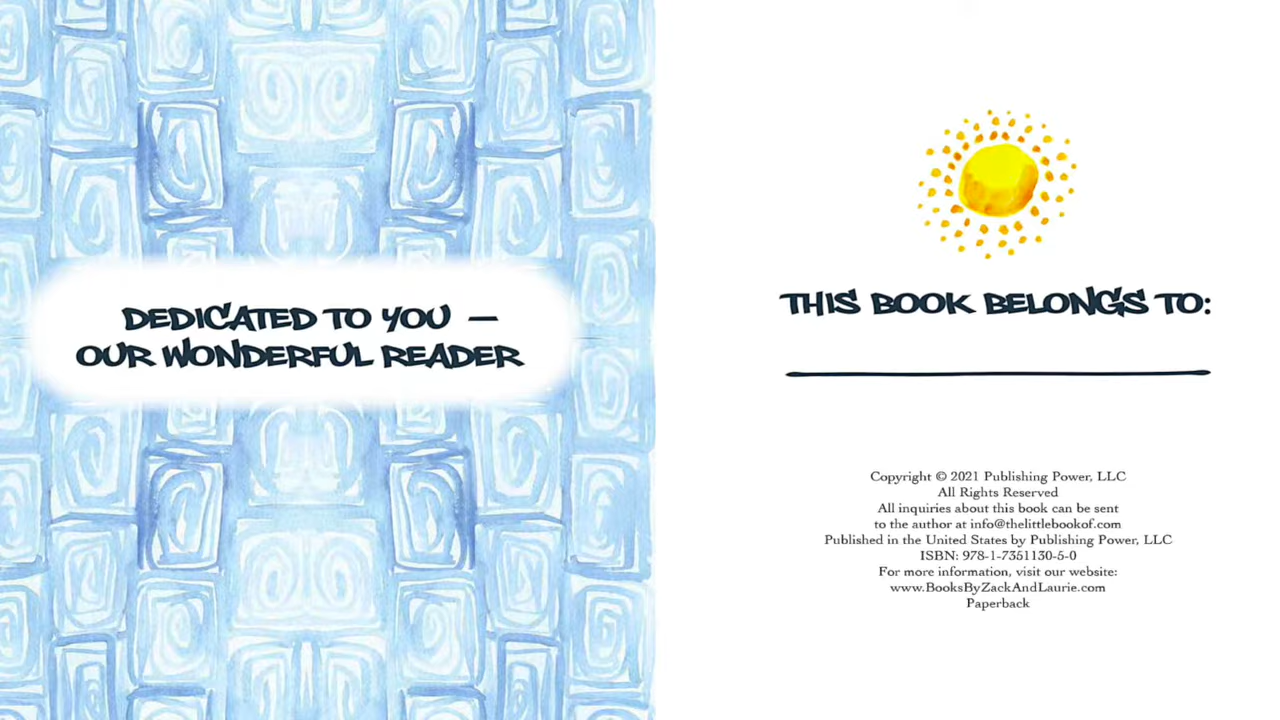 DEDICATED TO YOU —
OUR WONDERFUL READER
THIS BOOK BELONGS TO:
Copyright © 2021 Publishing Power, LLC
All Rights Reserved
All inquiries about this book can be sent
to the author at info@thelittlebookof.com
Published in the United States by Publishing Power, LLC
ISBN: 978-1-7351130-5-0
For more information, visit our website:
www.BooksByZackAndLaurie.com
Paperback